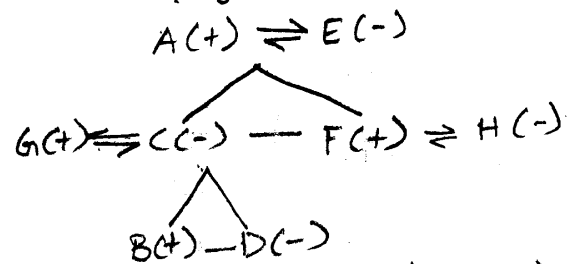 A(+) ⇌ E(-)
G(+) ⇌ C(-) — F(+) ⇌ H(-)
B(+) — D(-)